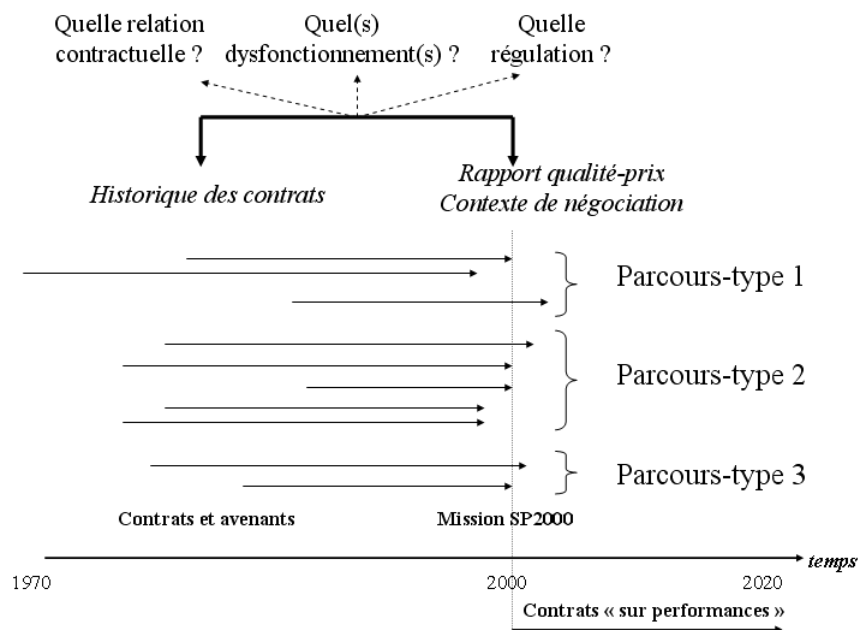 Quelle relation
contractuelle ?
Quel(s)
dysfonctionnement(s) ?
Quelle
régulation ?
Historique des contrats
Rapport qualité-prix
Contexte de négociation
Parcours-type 1
Parcours-type 2
Parcours-type 3
Contrats et avenants
Mission SP2000
temps
1970
2000
2020
Contrats « sur performances »